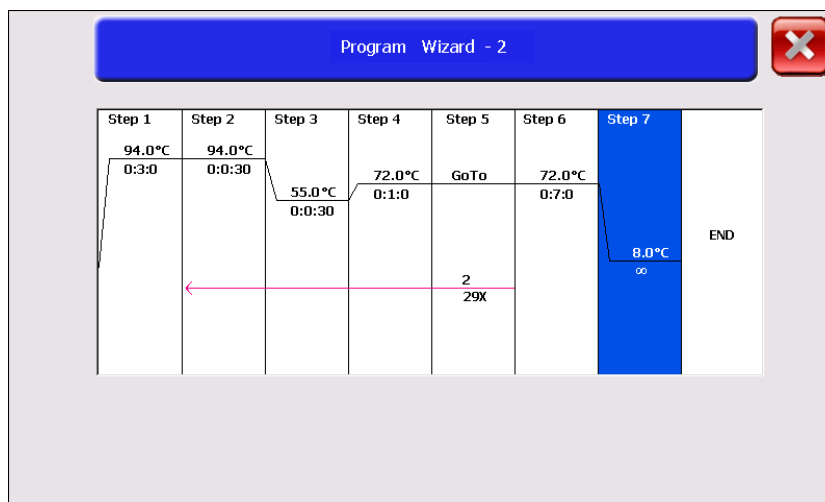 Program Wizard - 2
Step 1 Step 2 Step 3 Step 4 Step 5 Step 6 Step 7
94.0°C 94.0°C 55.0°C 72.0°C GoTo 72.0°C 8.0°C END
0:3:0 0:0:30 0:0:30 0:1:0 0:7:0 ∞
2
29X